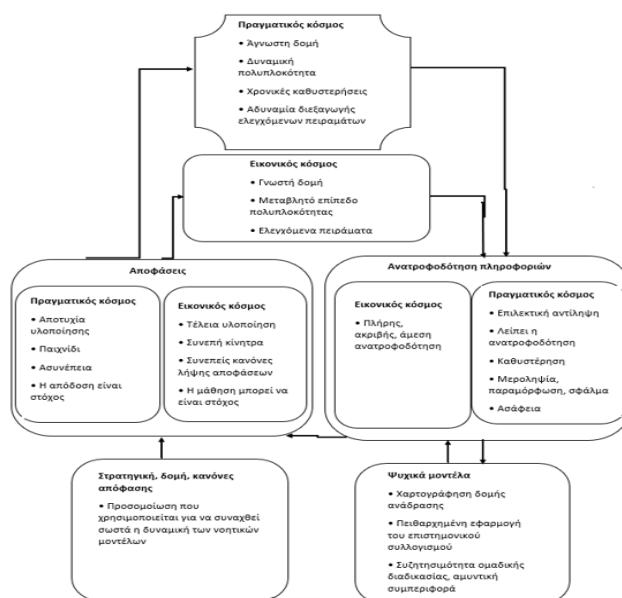 Πραγματικός κόσμος
• Άγνωστη δομή
• Δυναμική
πολυπλοκότητα
• Χρονικές καθυστερήσεις
• Αδυναμία διεξαγωγής
ελεγχόμενων πειραμάτων
Εικονικός κόσμος
• Γνωστή δομή
• Μεταβλητό επίπεδο
πολυπλοκότητας
• Ελεγχόμενα πειράματα
Αποφάσεις
Πραγματικός κόσμος
• Αποτυχία
υλοποίησης
• Παιχνίδι
• Ασυνέπεια
• Η απόδοση είναι
στόχος
Εικονικός κόσμος
• Τέλεια υλοποίηση
• Συνεπή κίνητρα
• Συνεπείς κανόνες
λήψης αποφάσεων
• Η μάθηση μπορεί να
είναι στόχος
Ανατροφοδότηση πληροφοριών
Εικονικός κόσμος
• Πλήρης,
ακριβής, άμεση
ανατροφοδότηση
Πραγματικός κόσμος
• Επιλεκτική αντίληψη
• Λείπει η
ανατροφοδότηση
• Καθυστέρηση
• Μεροληψία,
παραμόρφωση, σφάλμα
• Ασάφεια
Στρατηγική, δομή, κανόνες
απόφασης
• Προσομοίωση που
χρησιμοποιείται για να συναχθεί
σωστά η δυναμική των νοητικών
μοντέλων
Ψυχικά μοντέλα
• Χαρτογράφηση δομής
ανάδρασης
• Πειθαρχημένη εφαρμογή
του επιστημονικού
συλλογισμού
• Συζητησιμότητα ομαδικής
διαδικασίας, αμυντική
συμπεριφορά